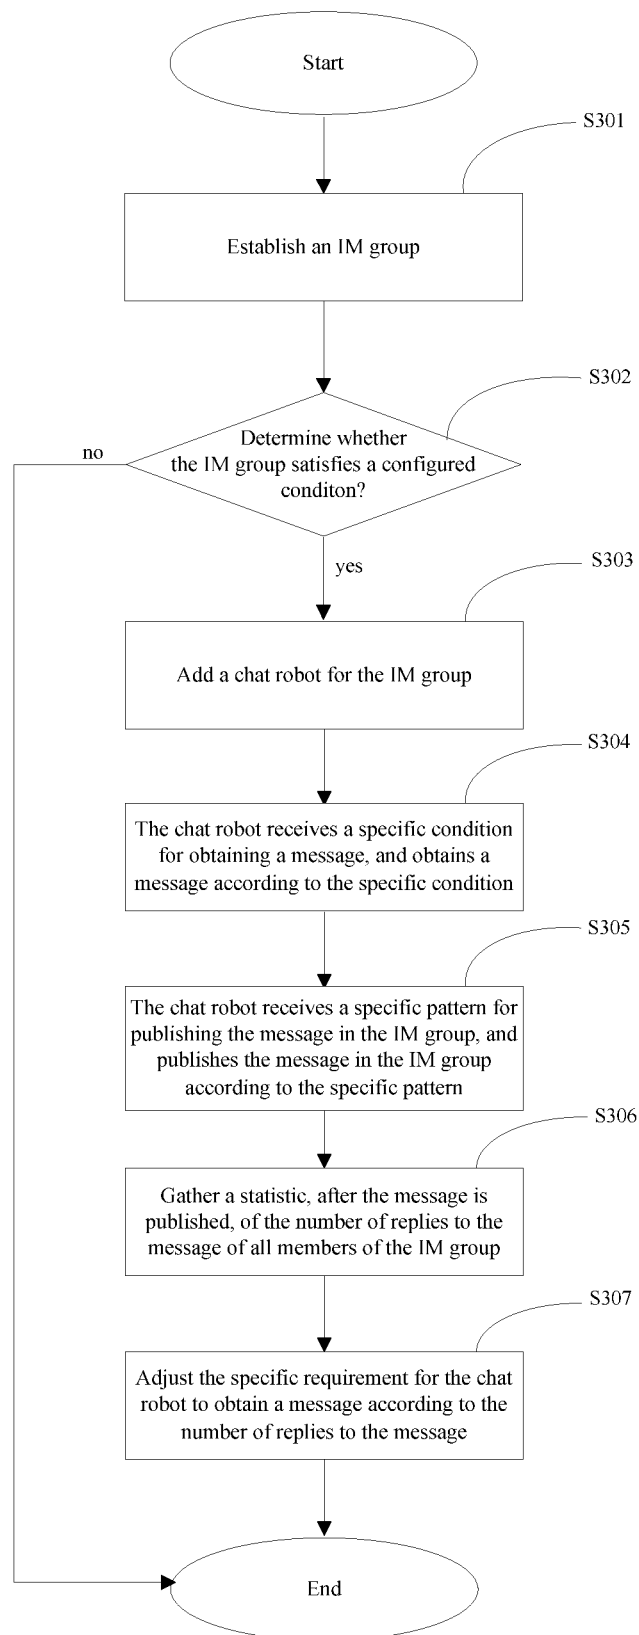 Start
S301
Establish an IM group
S302
Determine whether
the IM group satisfies a configured
conditon?
no
yes
S303
Add a chat robot for the IM group
S304
The chat robot receives a specific condition
for obtaining a message, and obtains a
message according to the specific condition
S305
The chat robot receives a specific pattern for
publishing the message in the IM group, and
publishes the message in the IM group
according to the specific pattern
S306
Gather a statistic, after the message is
published, of the number of replies to the
message of all members of the IM group
S307
Adjust the specific requirement for the chat
robot to obtain a message according to the
number of replies to the message
End